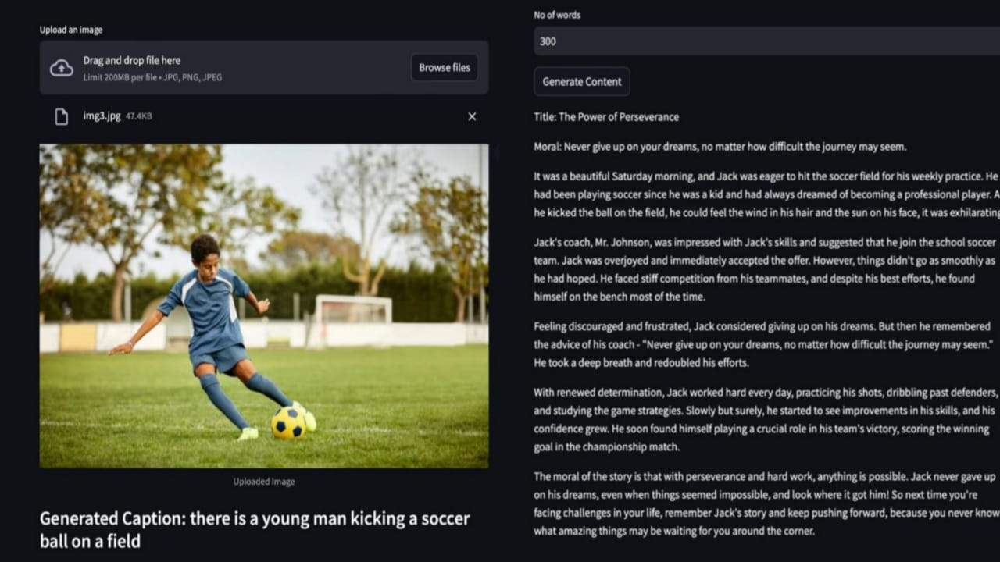 Upload an image
Drag and drop file here
Limit 200MB per file • JPG, PNG, JPEG
Browse files
img3.jpg 47.4KB
Uploaded Image
Generated Caption: there is a young man kicking a soccer
ball on a field
No of words
300
Generate Content
Title: The Power of Perseverance
Moral: Never give up on your dreams, no matter how difficult the journey may seem.
It was a beautiful Saturday morning, and Jack was eager to hit the soccer field for his weekly practice. He
had been playing soccer since he was a kid and had always dreamed of becoming a professional player. A
he kicked the ball on the field, he could feel the wind in his hair and the sun on his face, it was exhilarating
Jack's coach, Mr. Johnson, was impressed with Jack's skills and suggested that he join the school soccer
team. Jack was overjoyed and immediately accepted the offer. However, things didn't go as smoothly as
he had hoped. He faced stiff competition from his teammates, and despite his best efforts, he found
himself on the bench most of the time.
Feeling discouraged and frustrated, Jack considered giving up on his dreams. But then he remembered
the advice of his coach - "Never give up on your dreams, no matter how difficult the journey may seem."
He took a deep breath and redoubled his efforts.
With renewed determination, Jack worked hard every day, practicing his shots, dribbling past defenders,
and studying the game strategies. Slowly but surely, he started to see improvements in his skills, and his
confidence grew. He soon found himself playing a crucial role in his team's victory, scoring the winning
goal in the championship match.
The moral of the story is that with perseverance and hard work, anything is possible. Jack never gave up
on his dreams, even when things seemed impossible, and look where it got him! So next time you're
facing challenges in your life, remember Jack's story and keep pushing forward, because you never know
what amazing things may be waiting for you around the corner.